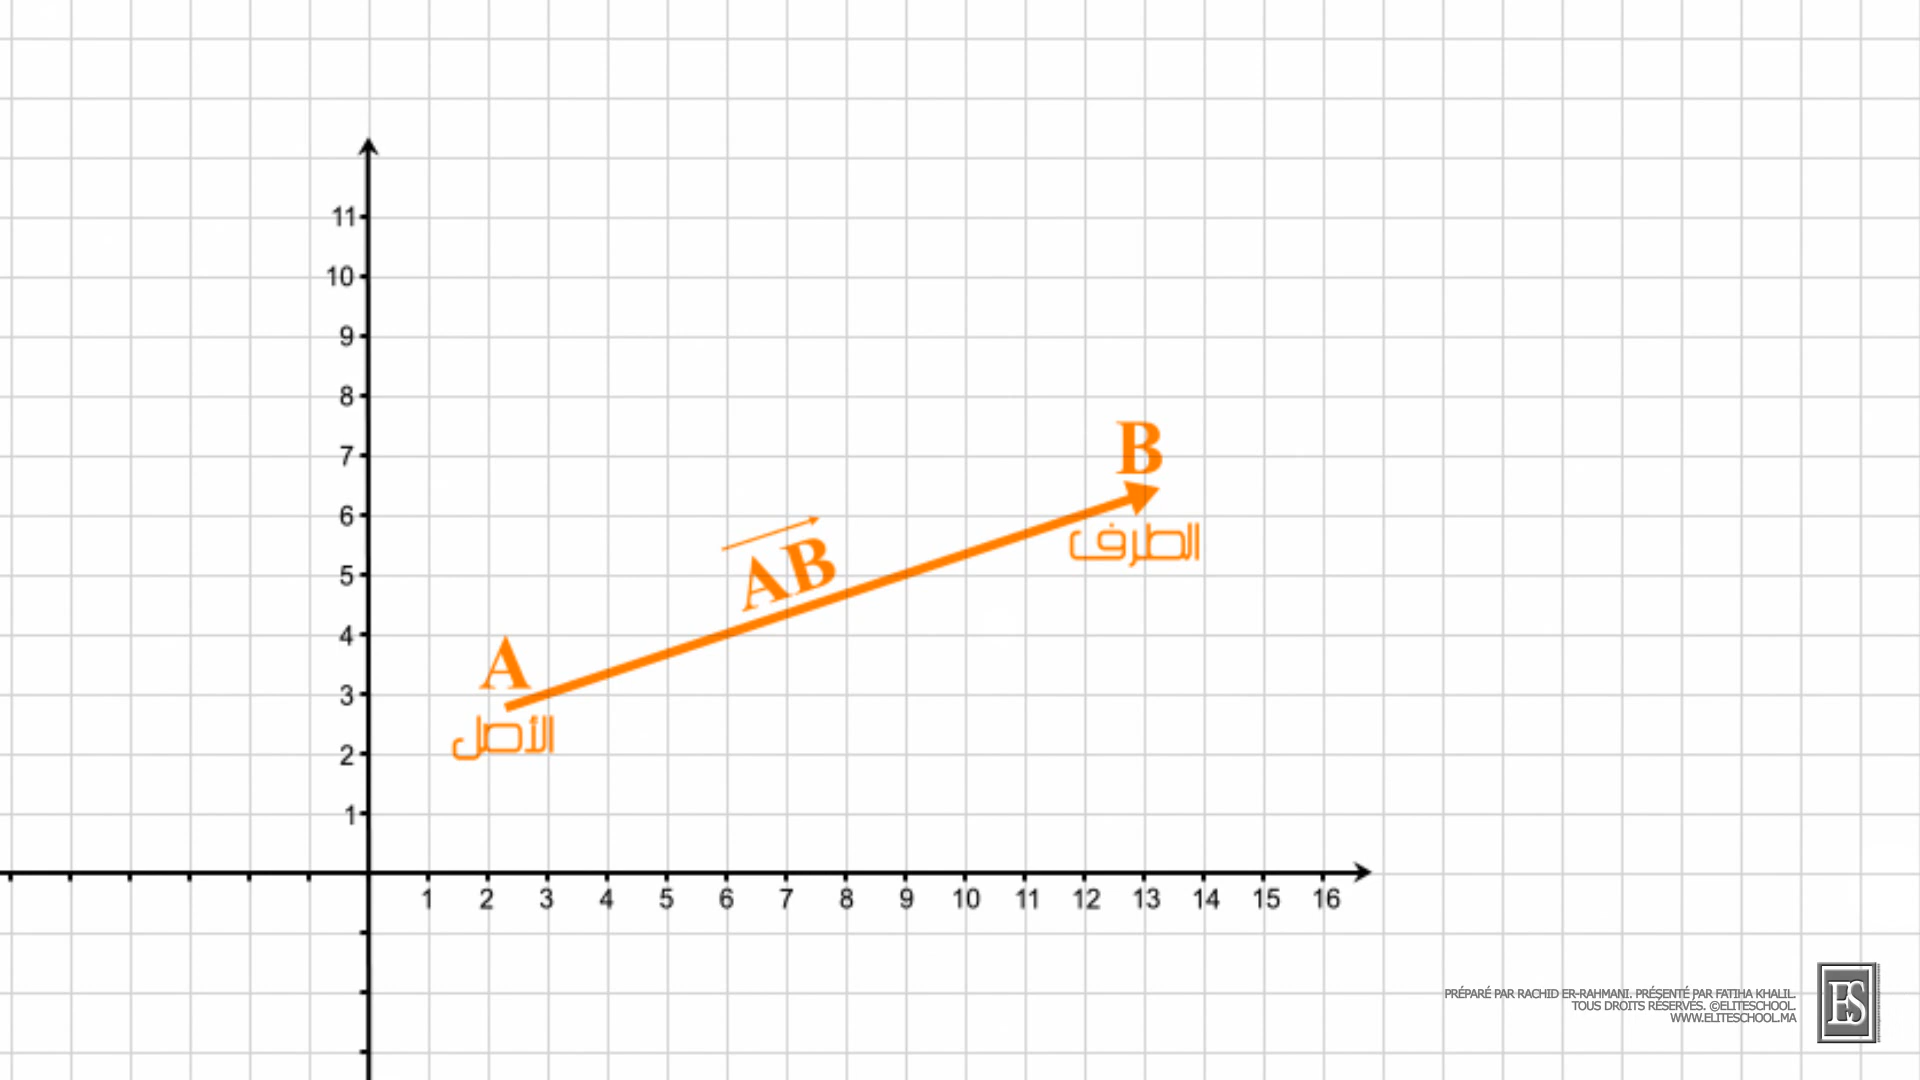 11
10
9
8
7
6
5
4
3
2
1
B
الطرف
AB
A
الأصل
1 2 3 4 5 6 7 8 9 10 11 12 13 14 15 16
PRÉPARÉ PAR RACHID ER-RAHMANI. PRÉSENTÉ PAR FATIHA KHALIL.
TOUS DROITS RÉSERVÉS. ©ELITESCHOOL.
WWW.ELITESCHOOL.MA
ES